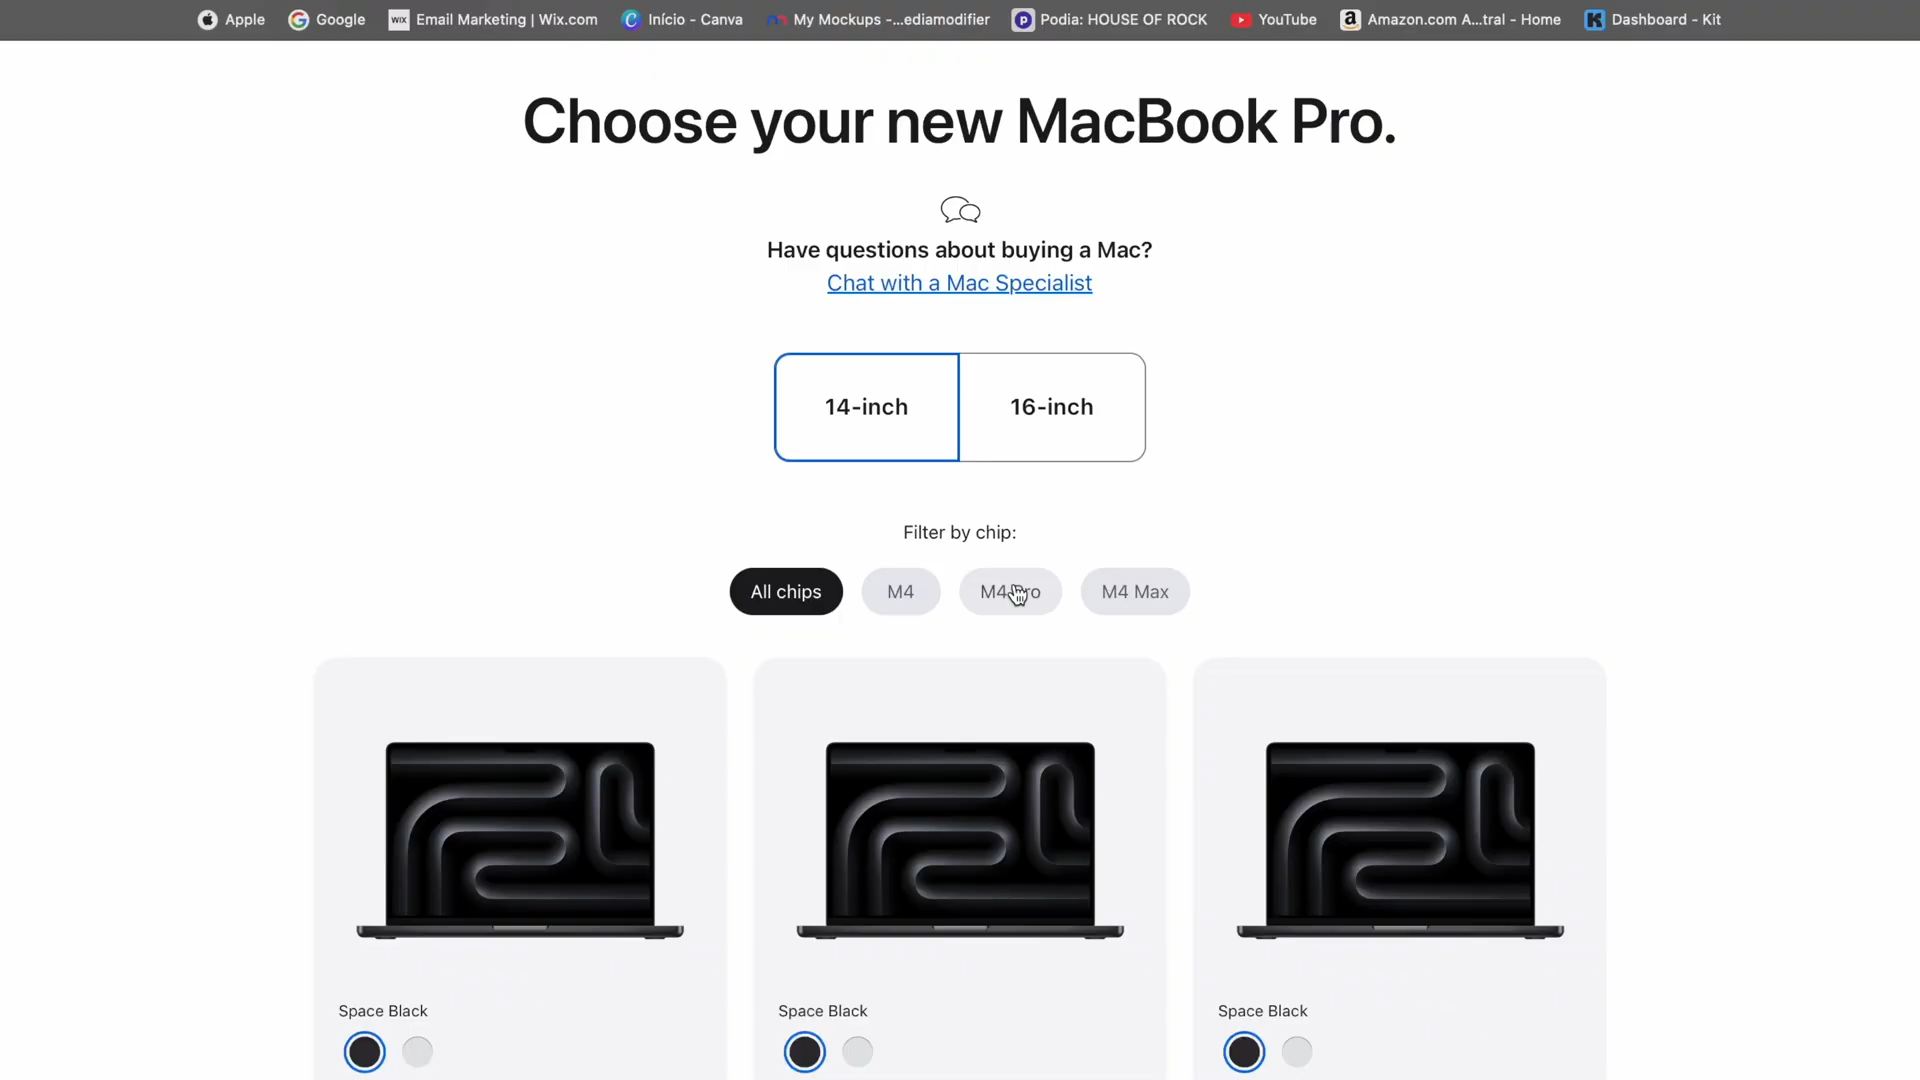 Apple
Google
WIX Email Marketing | Wix.com
Início - Canva
My Mockups -...ediamodifier
Podia: HOUSE OF ROCK
YouTube
Amazon.com A...tral - Home
Dashboard - Kit
Choose your new MacBook Pro.
Have questions about buying a Mac?
Chat with a Mac Specialist
14-inch
16-inch
Filter by chip:
All chips
M4
M4 Pro
M4 Max
Space Black
Space Black
Space Black